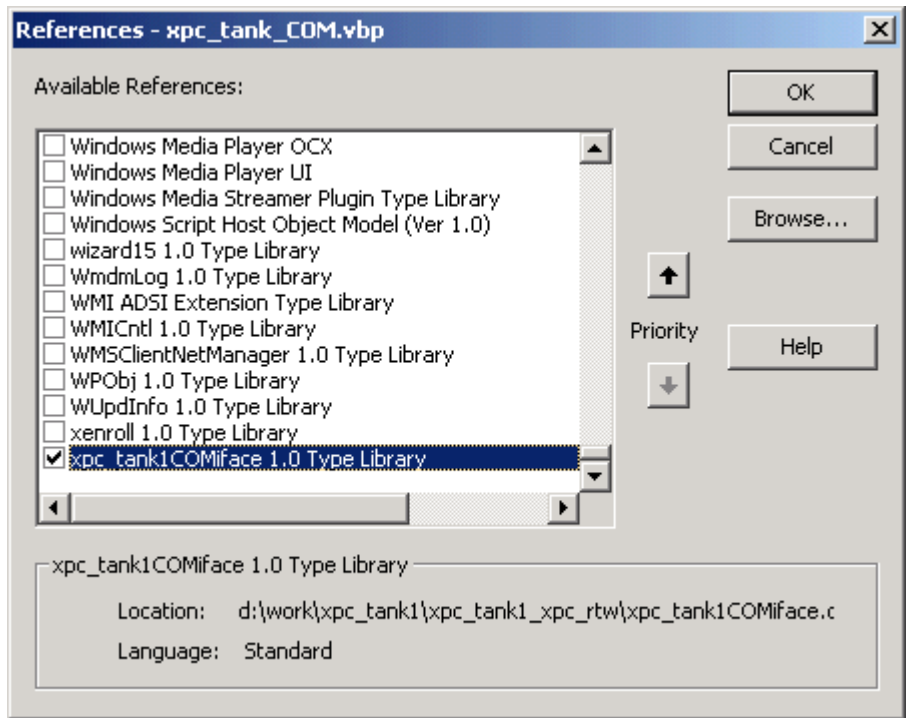 References - xpc_tank_COM.vbp
Available References:
OK
Cancel
Browse...
Help
Priority
Windows Media Player OCX
Windows Media Player UI
Windows Media Streamer Plugin Type Library
Windows Script Host Object Model (Ver 1.0)
wizard15 1.0 Type Library
WmdmLog 1.0 Type Library
WMI ADSI Extension Type Library
WMICntl 1.0 Type Library
WMSClientNetManager 1.0 Type Library
WPObj 1.0 Type Library
WUpdInfo 1.0 Type Library
xenroll 1.0 Type Library
xpc_tank1COMiface 1.0 Type Library
xpc_tank1COMiface 1.0 Type Library
Location: d:\work\xpc_tank1\xpc_tank1_xpc_rtw\xpc_tank1COMiface.c
Language: Standard